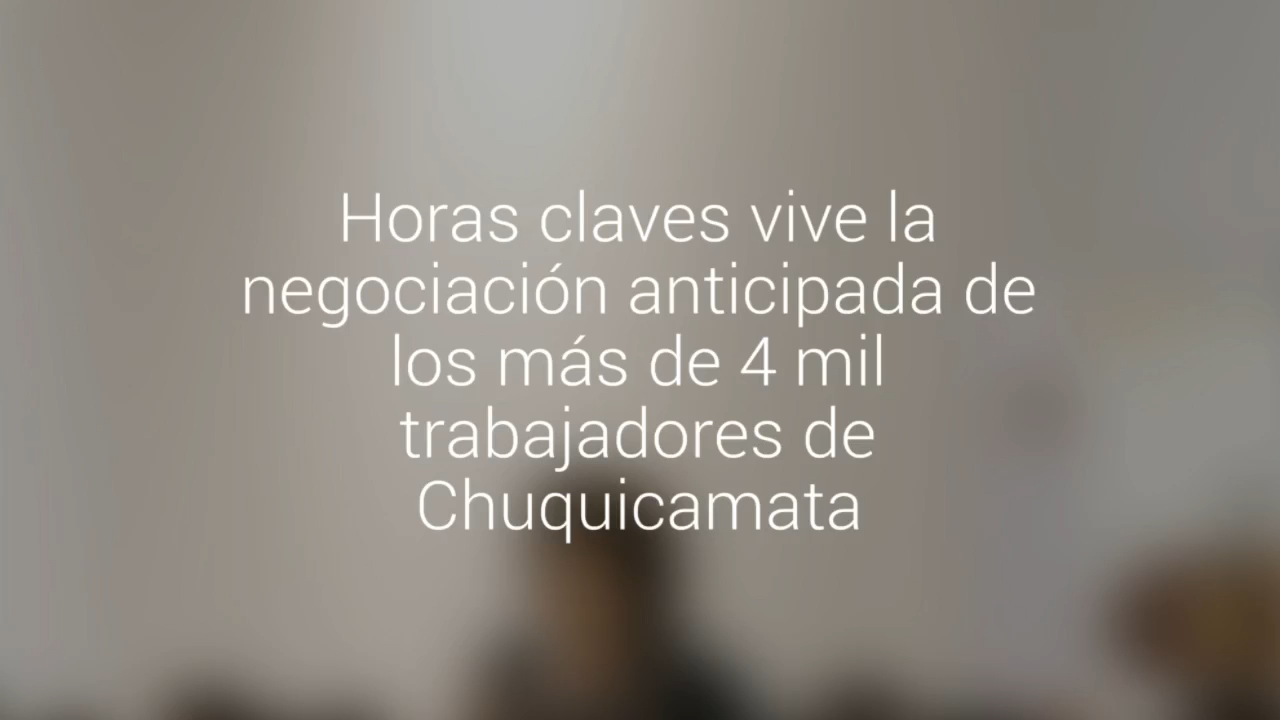 Horas claves vive la
negociación anticipada de
los más de 4 mil
trabajadores de
Chuquicamata